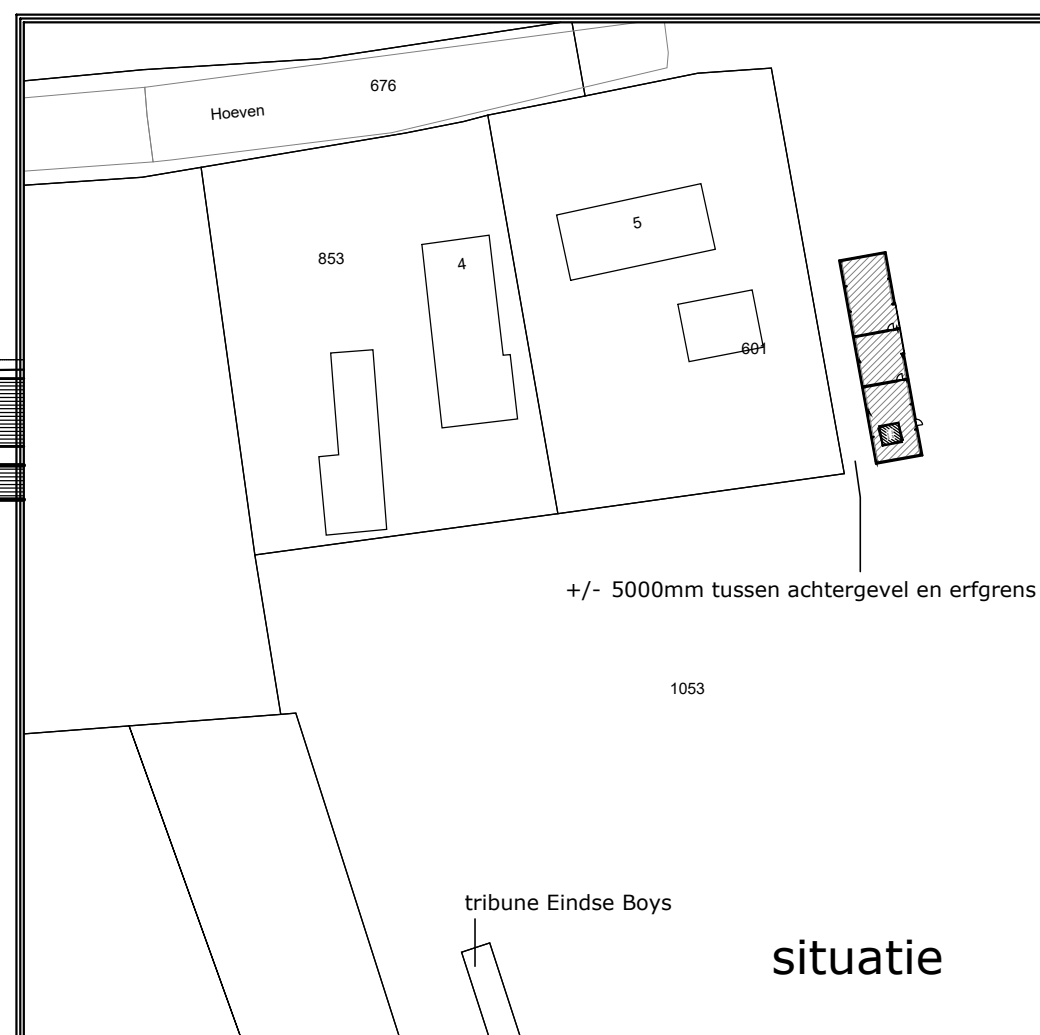 676
Hoeven
5
853
4
601
+/- 5000mm tussen achtergevel en erfgrens
1053
tribune Eindse Boys
situatie